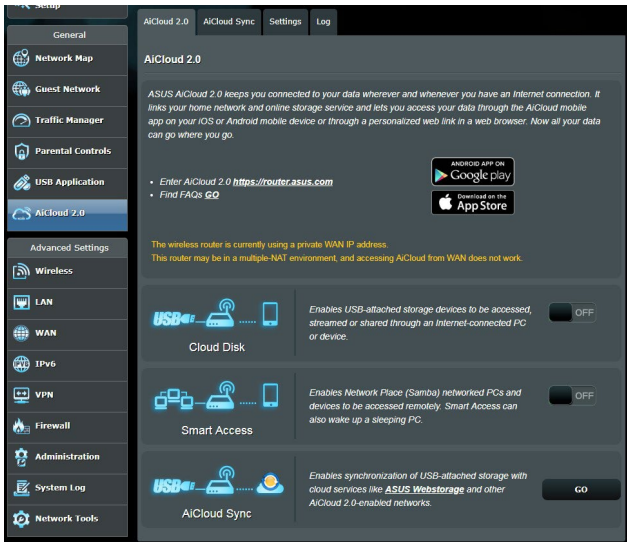 Setup
General
Network Map
Guest Network
Traffic Manager
Parental Controls
USB Application
AiCloud 2.0
Advanced Settings
Wireless
LAN
WAN
IPv6
VPN
Firewall
Administration
System Log
Network Tools
AiCloud 2.0 AiCloud Sync Settings Log
AiCloud 2.0
ASUS AiCloud 2.0 keeps you connected to your data wherever and whenever you have an Internet connection. It
links your home network and online storage service and lets you access your data through the AiCloud mobile
app on your iOS or Android mobile device or through a personalized web link in a web browser. Now all your data
can go where you go.
ANDROID APP ON
Google play
• Enter AiCloud 2.0 https://router.asus.com
• Find FAQs GO
Download on the
App Store
The wireless router is currently using a private WAN IP address.
This router may be in a multiple-NAT environment, and accessing AiCloud from WAN does not work.
USB
Cloud Disk
Enables USB-attached storage devices to be accessed,
streamed or shared through an Internet-connected PC
or device.
OFF
Smart Access
Enables Network Place (Samba) networked PCs and
devices to be accessed remotely. Smart Access can
also wake up a sleeping PC.
OFF
USB
AiCloud Sync
Enables synchronization of USB-attached storage with
cloud services like ASUS Webstorage and other
AiCloud 2.0-enabled networks.
GO